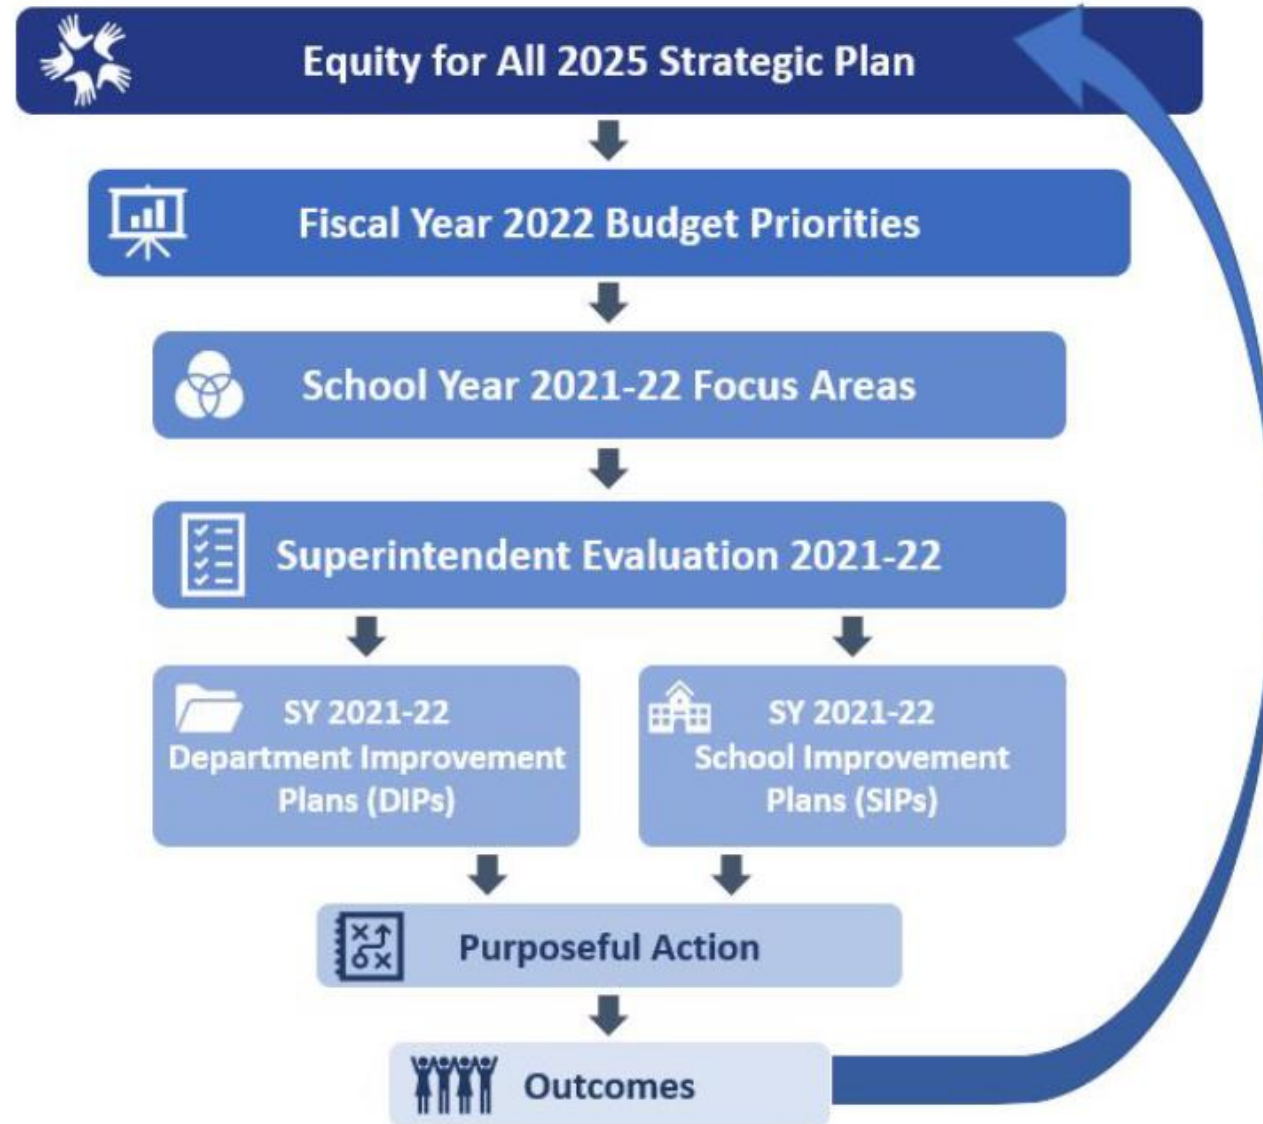 Equity for All 2025 Strategic Plan
Fiscal Year 2022 Budget Priorities
School Year 2021-22 Focus Areas
Superintendent Evaluation 2021-22
SY 2021-22
Department Improvement
Plans (DIPs)
SY 2021-22
School Improvement
Plans (SIPs)
Purposeful Action
Outcomes